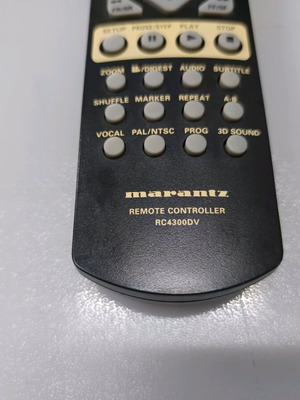 SETUP PAUSE/STEP PLAY STOP
ZOOM /DIGEST AUDIO SUBTITLE
SHUFFLE MARKER REPEAT A-B
VOCAL PAL/NTSC PROG 3D SOUND
marantz
REMOTE CONTROLLER
RC4300DV